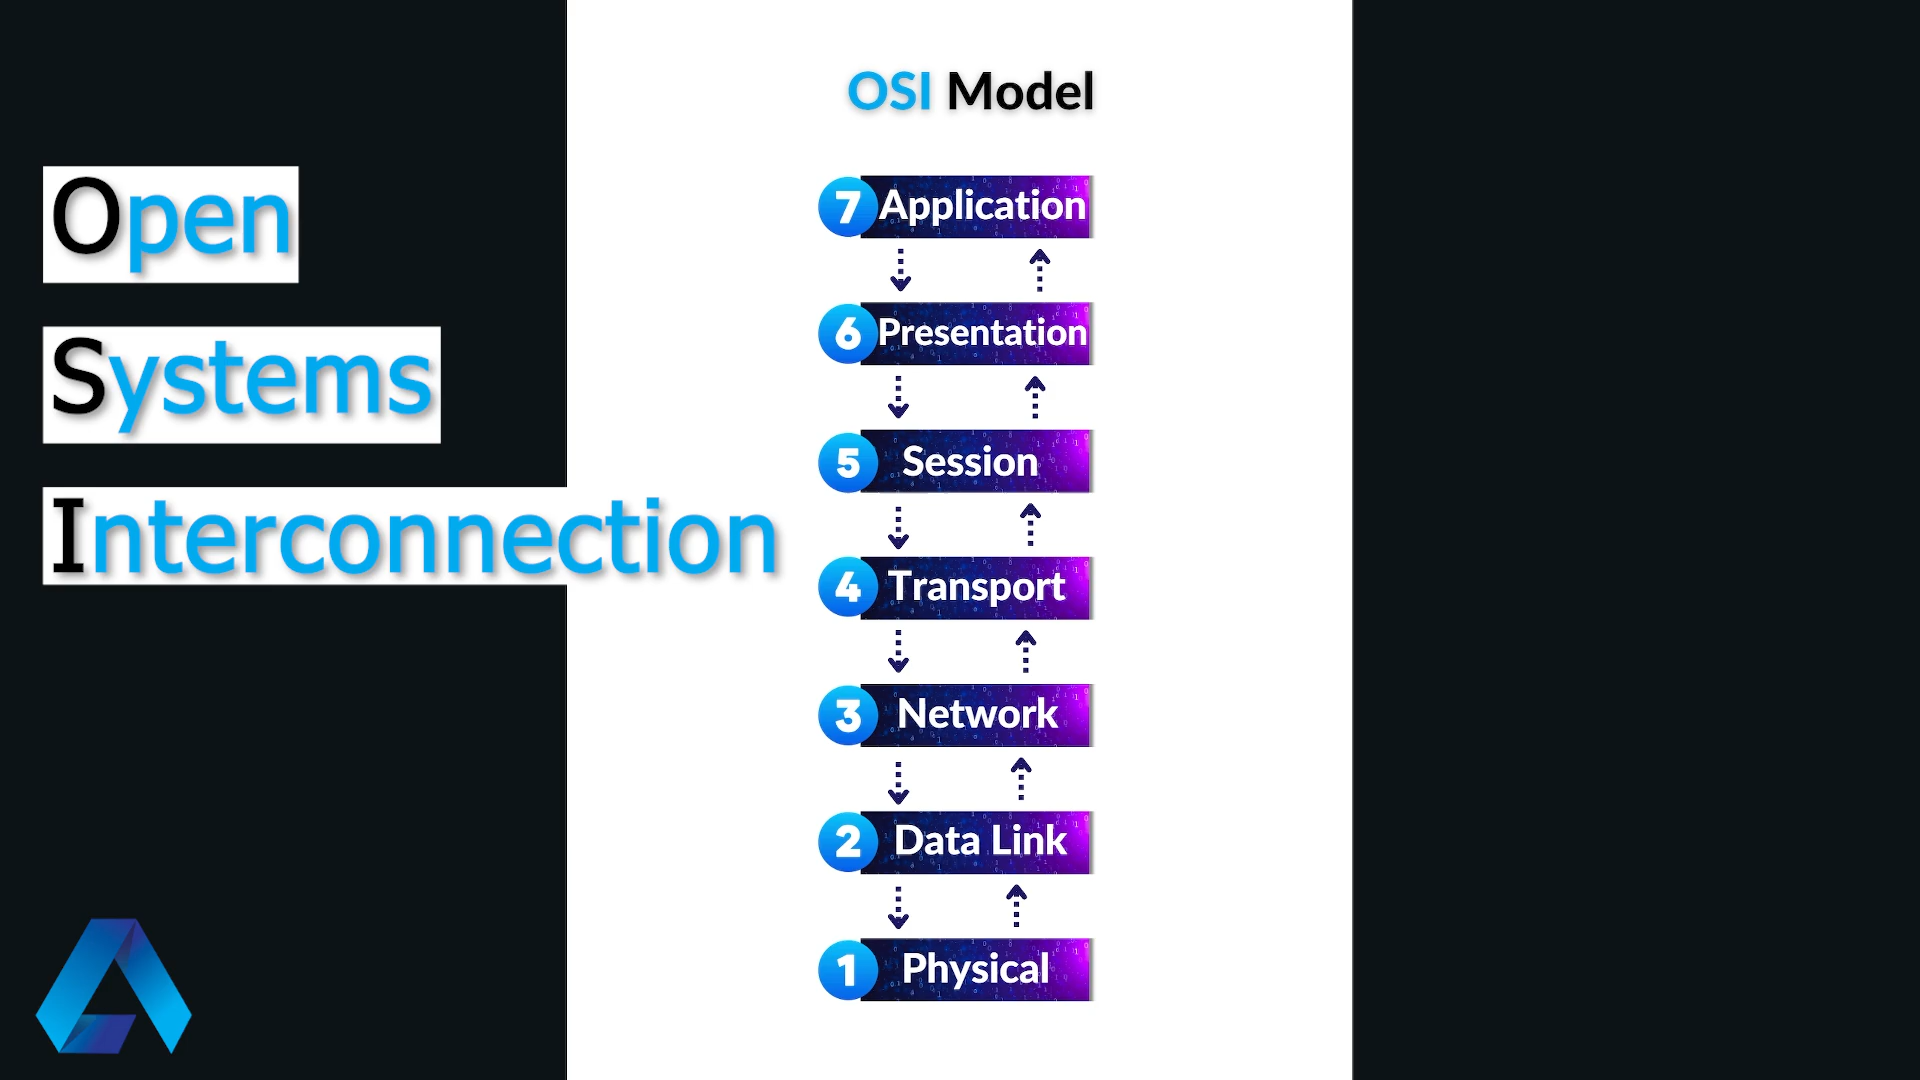 Open
Systems
Interconnection
OSI Model
7 Application
6 Presentation
5 Session
4 Transport
3 Network
2 Data Link
1 Physical